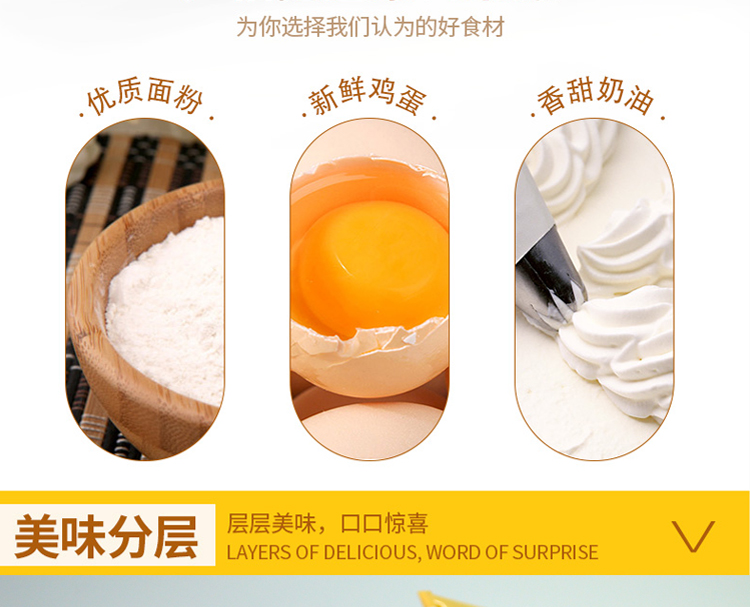 为你选择我们认为的好食材
·优质面粉·
·新鲜鸡蛋·
·香甜奶油·
美味分层
层层美味，口口惊喜
LAYERS OF DELICIOUS, WORD OF SURPRISE